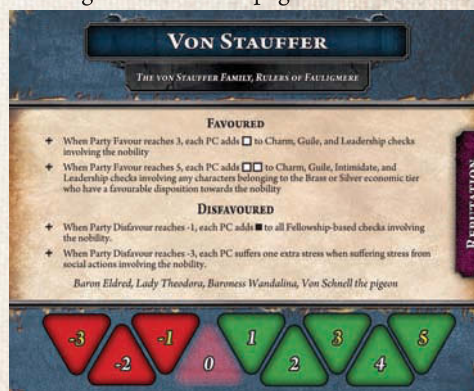 VON STAUFFER
THE VON STAUFFER FAMILY, RULERS OF FAULIGMERE
FAVOURED
When Party Favour reaches 3, each PC adds □ to Charm, Guile, and Leadership checks
involving the nobility
When Party Favour reaches 5, each PC adds □□ to Charm, Guile, Intimidate, and
Leadership checks involving any characters belonging to the Brass or Silver economic tier
who have a favourable disposition towards the nobility
DISFAVOURED
When Party Disfavour reaches -1, each PC adds ■ to all Fellowship-based checks involving
the nobility.
When Party Disfavour reaches -3, each PC suffers one extra stress when suffering stress from
social actions involving the nobility.
Baron Eldred, Lady Theodora, Baroness Wandalina, Von Schnell the pigeon
REPUTATION
-3 -2 -1 0 1 2 3 4 5